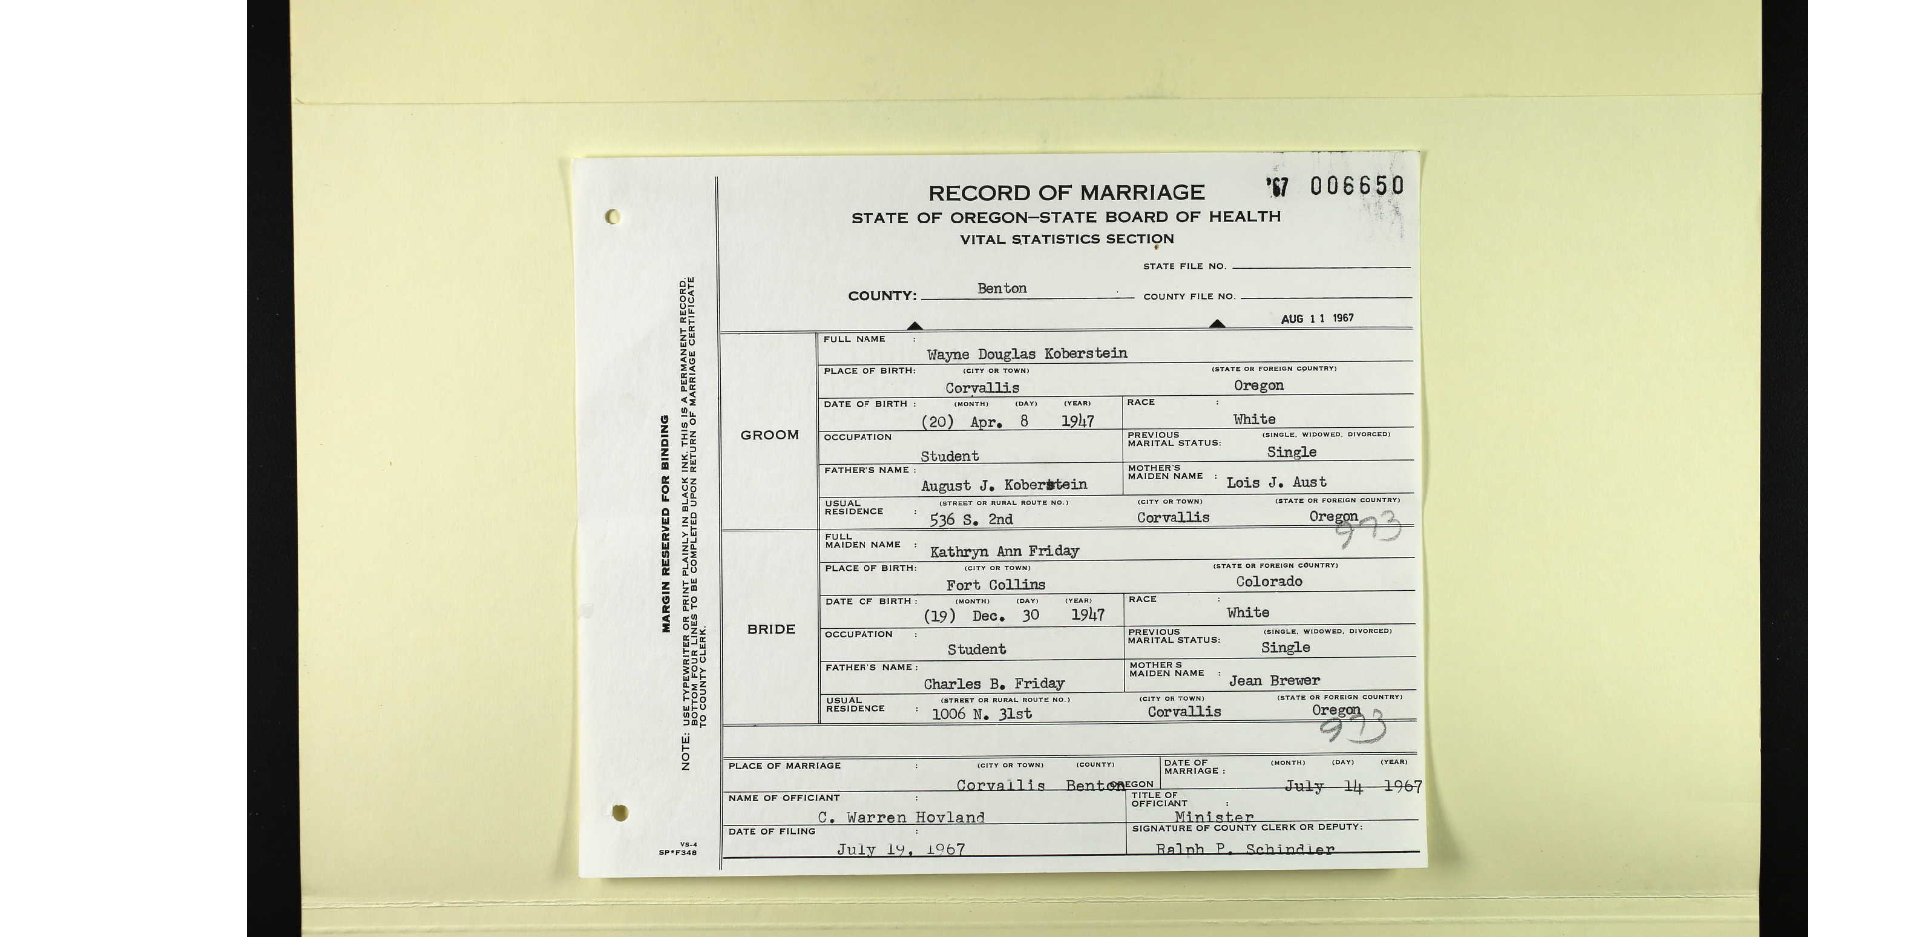 '67 006650
RECORD OF MARRIAGE
STATE OF OREGON—STATE BOARD OF HEALTH
VITAL STATISTICS SECTION
STATE FILE NO.
COUNTY: Benton COUNTY FILE NO.
AUG 11 1967
GROOM
FULL NAME :
Wayne Douglas Koberstein
PLACE OF BIRTH: (CITY OR TOWN) (STATE OR FOREIGN COUNTRY)
Corvallis Oregon
DATE OF BIRTH : (MONTH) (DAY) (YEAR) RACE :
(20) Apr. 8 1947 White
OCCUPATION PREVIOUS MARITAL STATUS: (SINGLE, WIDOWED, DIVORCED)
Student Single
FATHER'S NAME : MOTHER'S MAIDEN NAME :
August J. Koberstein Lois J. Aust
USUAL RESIDENCE : (STREET OR RURAL ROUTE NO.) (CITY OR TOWN) (STATE OR FOREIGN COUNTRY)
536 S. 2nd Corvallis Oregon
973
BRIDE
FULL MAIDEN NAME :
Kathryn Ann Friday
PLACE OF BIRTH: (CITY OR TOWN) (STATE OR FOREIGN COUNTRY)
Fort Collins Colorado
DATE OF BIRTH : (MONTH) (DAY) (YEAR) RACE :
(19) Dec. 30 1947 White
OCCUPATION : PREVIOUS MARITAL STATUS: (SINGLE, WIDOWED, DIVORCED)
Student Single
FATHER'S NAME : MOTHER S MAIDEN NAME :
Charles B. Friday Jean Brewer
USUAL RESIDENCE : (STREET OR RURAL ROUTE NO.) (CITY OR TOWN) (STATE OR FOREIGN COUNTRY)
1006 N. 31st Corvallis Oregon
973
PLACE OF MARRIAGE : (CITY OR TOWN) (COUNTY) DATE OF MARRIAGE : (MONTH) (DAY) (YEAR)
Corvallis Benton OREGON July 14 1967
NAME OF OFFICIANT : TITLE OF OFFICIANT :
C. Warren Hovland Minister
DATE OF FILING : SIGNATURE OF COUNTY CLERK OR DEPUTY:
July 19, 1967 Ralph P. Schindler
MARGIN RESERVED FOR BINDING
NOTE: USE TYPEWRITER OR PRINT PLAINLY IN BLACK INK. THIS IS A PERMANENT RECORD.
BOTTOM FOUR LINES TO BE COMPLETED UPON RETURN OF MARRIAGE CERTIFICATE
TO COUNTY CLERK.
VS-4
SP*F348